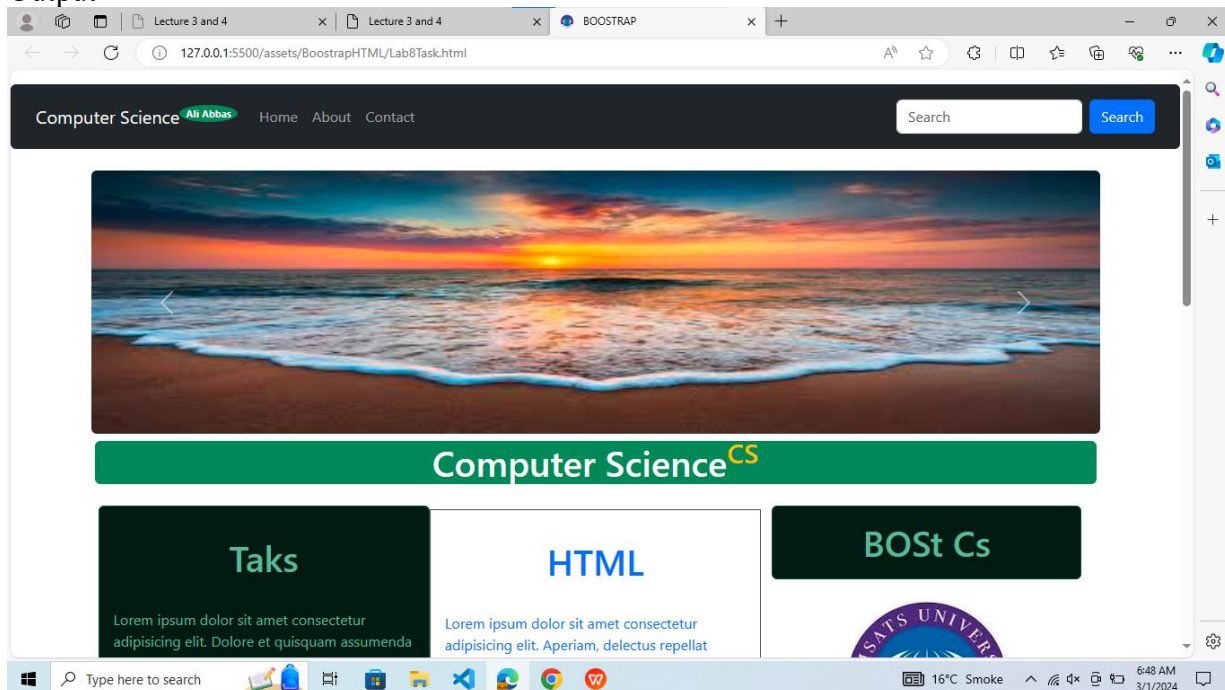 Output
Lecture 3 and 4
Lecture 3 and 4
BOOSTRAP
127.0.0.1:5500/assets/BoostrapHTML/Lab8Task.html
Computer Science Ali Abbas Home About Contact
Search
Search
Computer Science CS
Taks
Lorem ipsum dolor sit amet consectetur
adipisicing elit. Dolore et quisquam assumenda
HTML
Lorem ipsum dolor sit amet consectetur
adipisicing elit. Aperiam, delectus repellat
BOSt Cs
SATS UNIVER
Type here to search
16°C Smoke
6:48 AM
3/1/2024